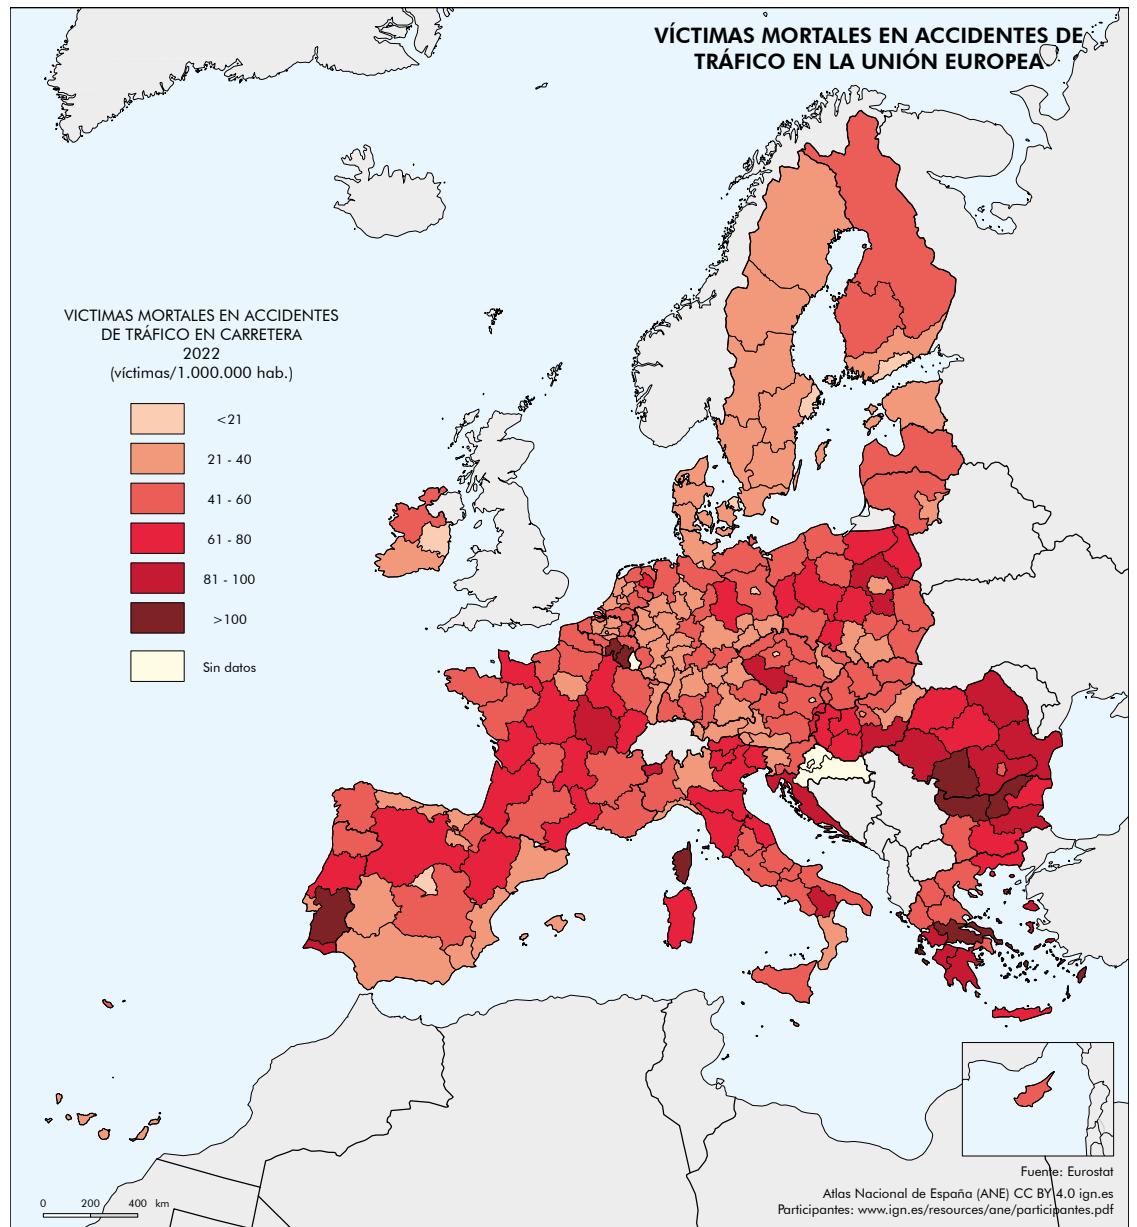 VÍCTIMAS MORTALES EN ACCIDENTES DE
TRÁFICO EN LA UNIÓN EUROPEA
VICTIMAS MORTALES EN ACCIDENTES
DE TRÁFICO EN CARRETERA
2022
(víctimas/1.000.000 hab.)
<21
21 - 40
41 - 60
61 - 80
81 - 100
>100
Sin datos
0 200 400 km
Fuente: Eurostat
Atlas Nacional de España (ANE) CC BY 4.0 ign.es
Participantes: www.ign.es/resources/ane/participantes.pdf